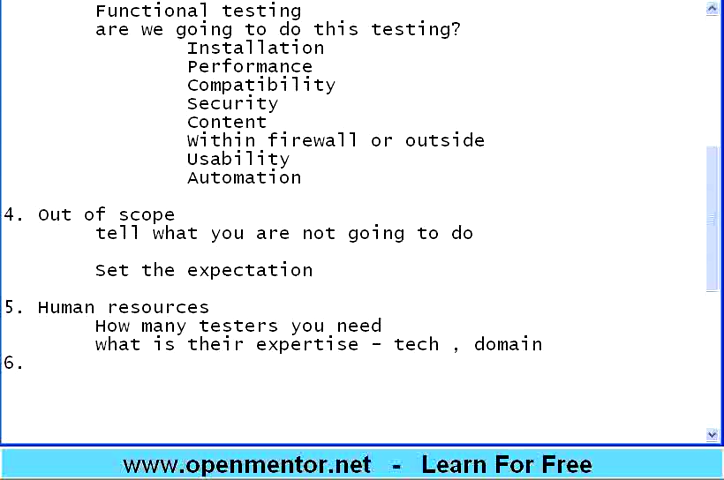 Functional testing
are we going to do this testing?
Installation
Performance
Compatibility
Security
Content
Within firewall or outside
Usability
Automation
4. Out of scope
tell what you are not going to do
Set the expectation
5. Human resources
How many testers you need
what is their expertise - tech , domain
6.
www.openmentor.net - Learn For Free